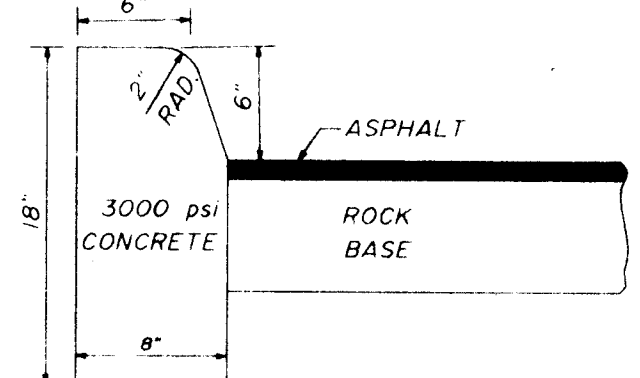 6"
2"
RAD.
6"
ASPHALT
18"
3000 psi
CONCRETE
ROCK
BASE
8"